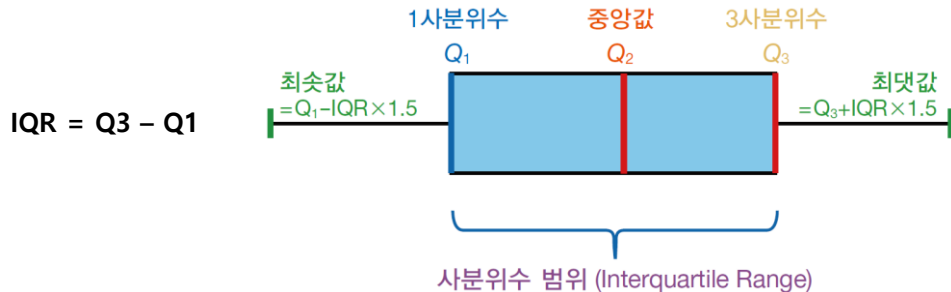 1사분위수 중앙값 3사분위수
Q1 Q2 Q3
최솟값 최댓값
=Q1–IQR×1.5 =Q3+IQR×1.5
IQR = Q3 – Q1
사분위수 범위 (Interquartile Range)